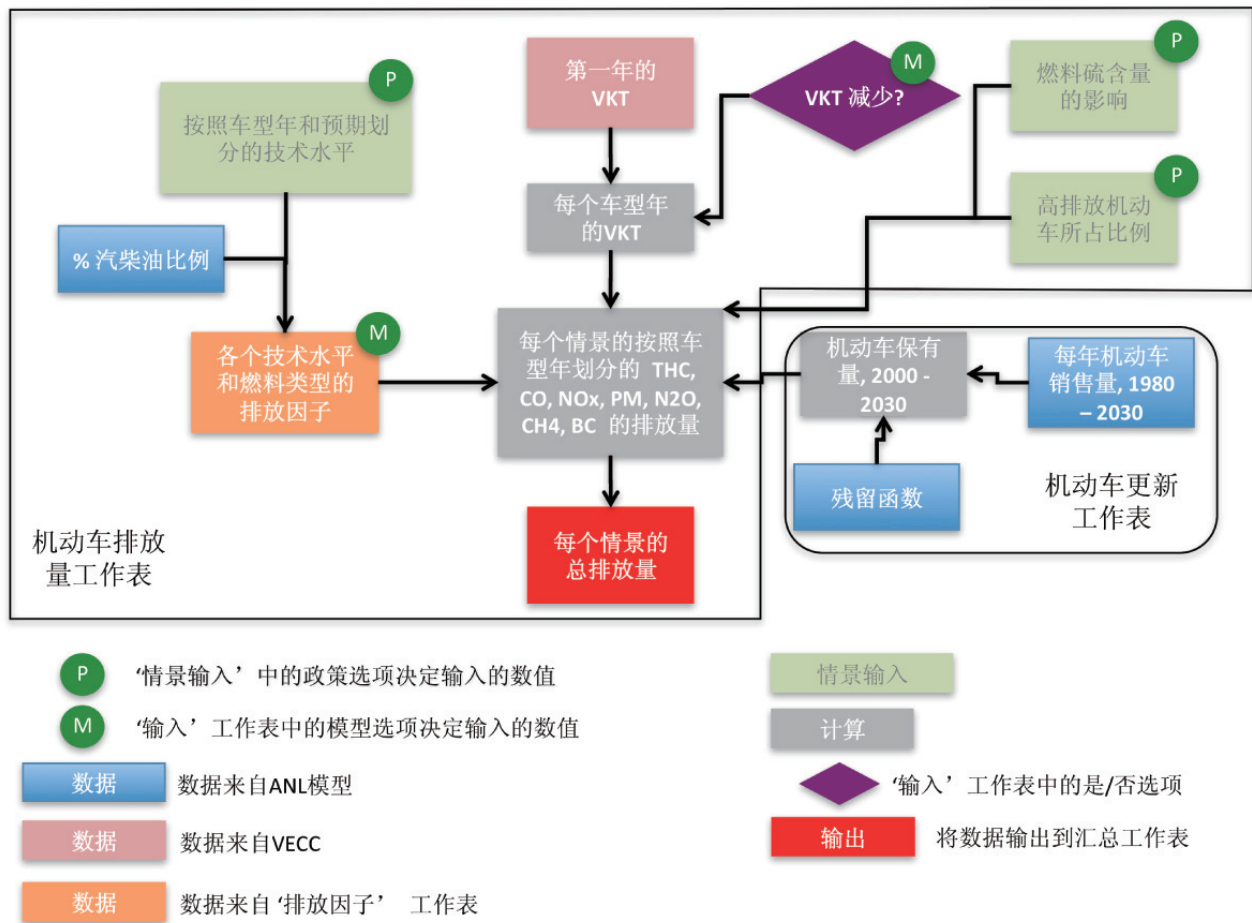 P
按照车型年和预期划
分的技术水平
% 汽柴油比例
M
各个技术水平
和燃料类型的
排放因子
第一年的
VKT
M
VKT 减少?
每个车型年
的VKT
每个情景的按照车
型年划分的 THC,
CO, NOx, PM, N2O,
CH4, BC 的排放量
每个情景的
总排放量
P
燃料硫含量
的影响
P
高排放机动
车所占比例
机动车保有
量, 2000 -
2030
每年机动车
销售量, 1980
– 2030
残留函数
机动车更新
工作表
机动车排放
量工作表
P
‘情景输入’中的政策选项决定输入的数值
M
‘输入’工作表中的模型选项决定输入的数值
数据
数据来自ANL模型
数据
数据来自VECC
数据
数据来自‘排放因子’ 工作表
情景输入
计算
‘输入’工作表中的是/否选项
输出
将数据输出到汇总工作表